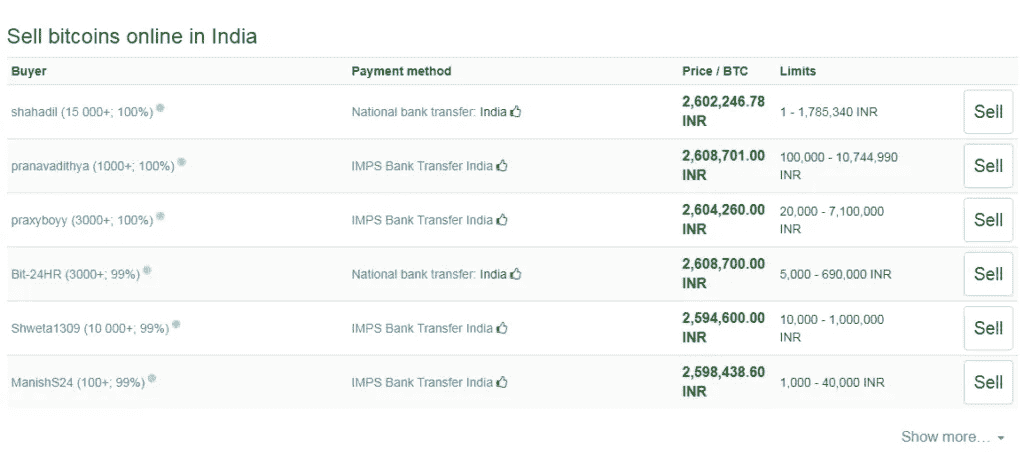 Sell bitcoins online in India
Buyer Payment method Price / BTC Limits
shahadil (15 000+; 100%) National bank transfer: India 2,602,246.78 INR 1 - 1,785,340 INR Sell
pranavadithya (1000+; 100%) IMPS Bank Transfer India 2,608,701.00 INR 100,000 - 10,744,990 INR Sell
praxyboyy (3000+; 100%) IMPS Bank Transfer India 2,604,260.00 INR 20,000 - 7,100,000 INR Sell
Bit-24HR (3000+; 99%) National bank transfer: India 2,608,700.00 INR 5,000 - 690,000 INR Sell
Shweta1309 (10 000+; 99%) IMPS Bank Transfer India 2,594,600.00 INR 10,000 - 1,000,000 INR Sell
ManishS24 (100+; 99%) IMPS Bank Transfer India 2,598,438.60 INR 1,000 - 40,000 INR Sell
Show more...